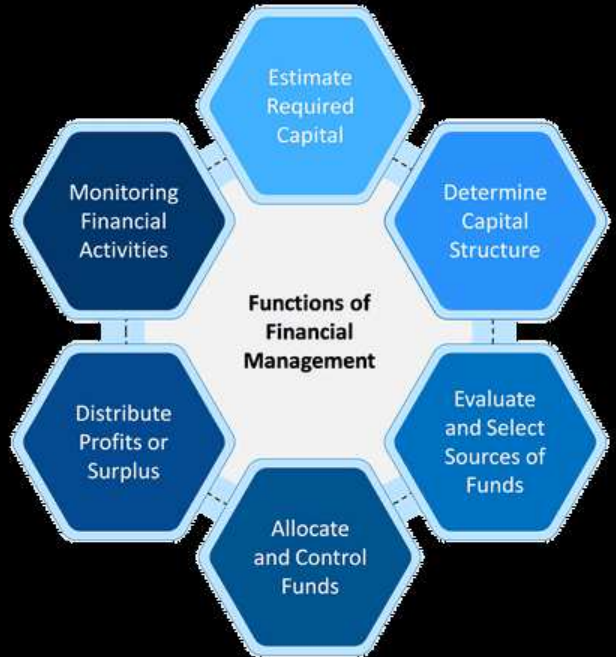 Estimate
Required
Capital
Determine
Capital
Structure
Evaluate
and Select
Sources of
Funds
Allocate
and Control
Funds
Distribute
Profits or
Surplus
Monitoring
Financial
Activities
Functions of
Financial
Management